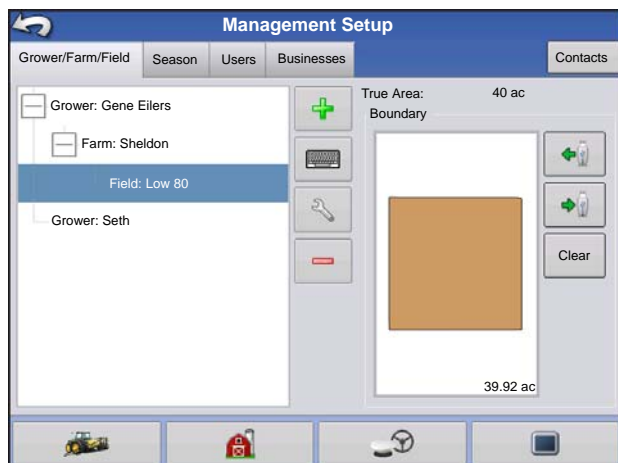 Management Setup
Grower/Farm/Field Season Users Businesses Contacts
Grower: Gene Eilers
Farm: Sheldon
Field: Low 80
Grower: Seth
True Area: 40 ac
Boundary
Clear
39.92 ac